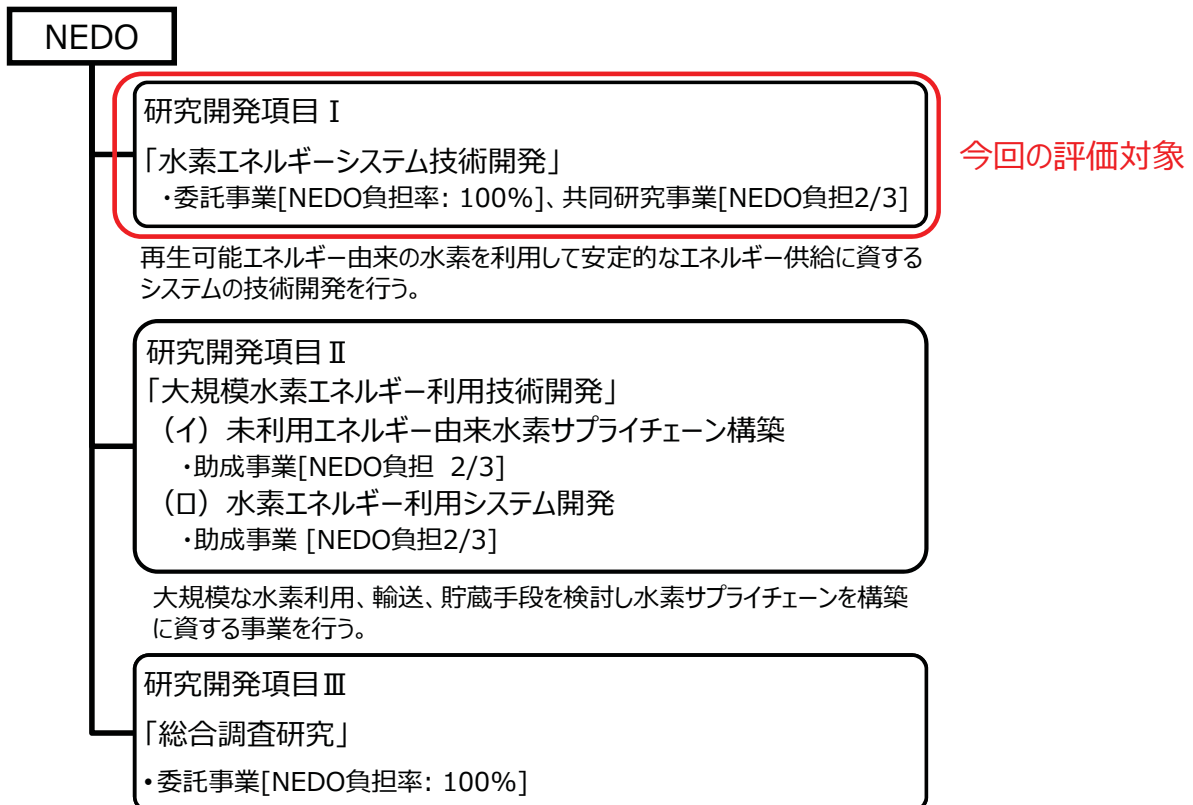 NEDO
研究開発項目Ⅰ
「水素エネルギーシステム技術開発」
・委託事業[NEDO負担率: 100%]、共同研究事業[NEDO負担2/3]
今回の評価対象
再生可能エネルギー由来の水素を利用して安定的なエネルギー供給に資する
システムの技術開発を行う。
研究開発項目Ⅱ
「大規模水素エネルギー利用技術開発」
(イ) 未利用エネルギー由来水素サプライチェーン構築
・助成事業[NEDO負担 2/3]
(ロ) 水素エネルギー利用システム開発
・助成事業 [NEDO負担2/3]
大規模な水素利用、輸送、貯蔵手段を検討し水素サプライチェーンを構築
に資する事業を行う。
研究開発項目Ⅲ
「総合調査研究」
・委託事業[NEDO負担率: 100%]